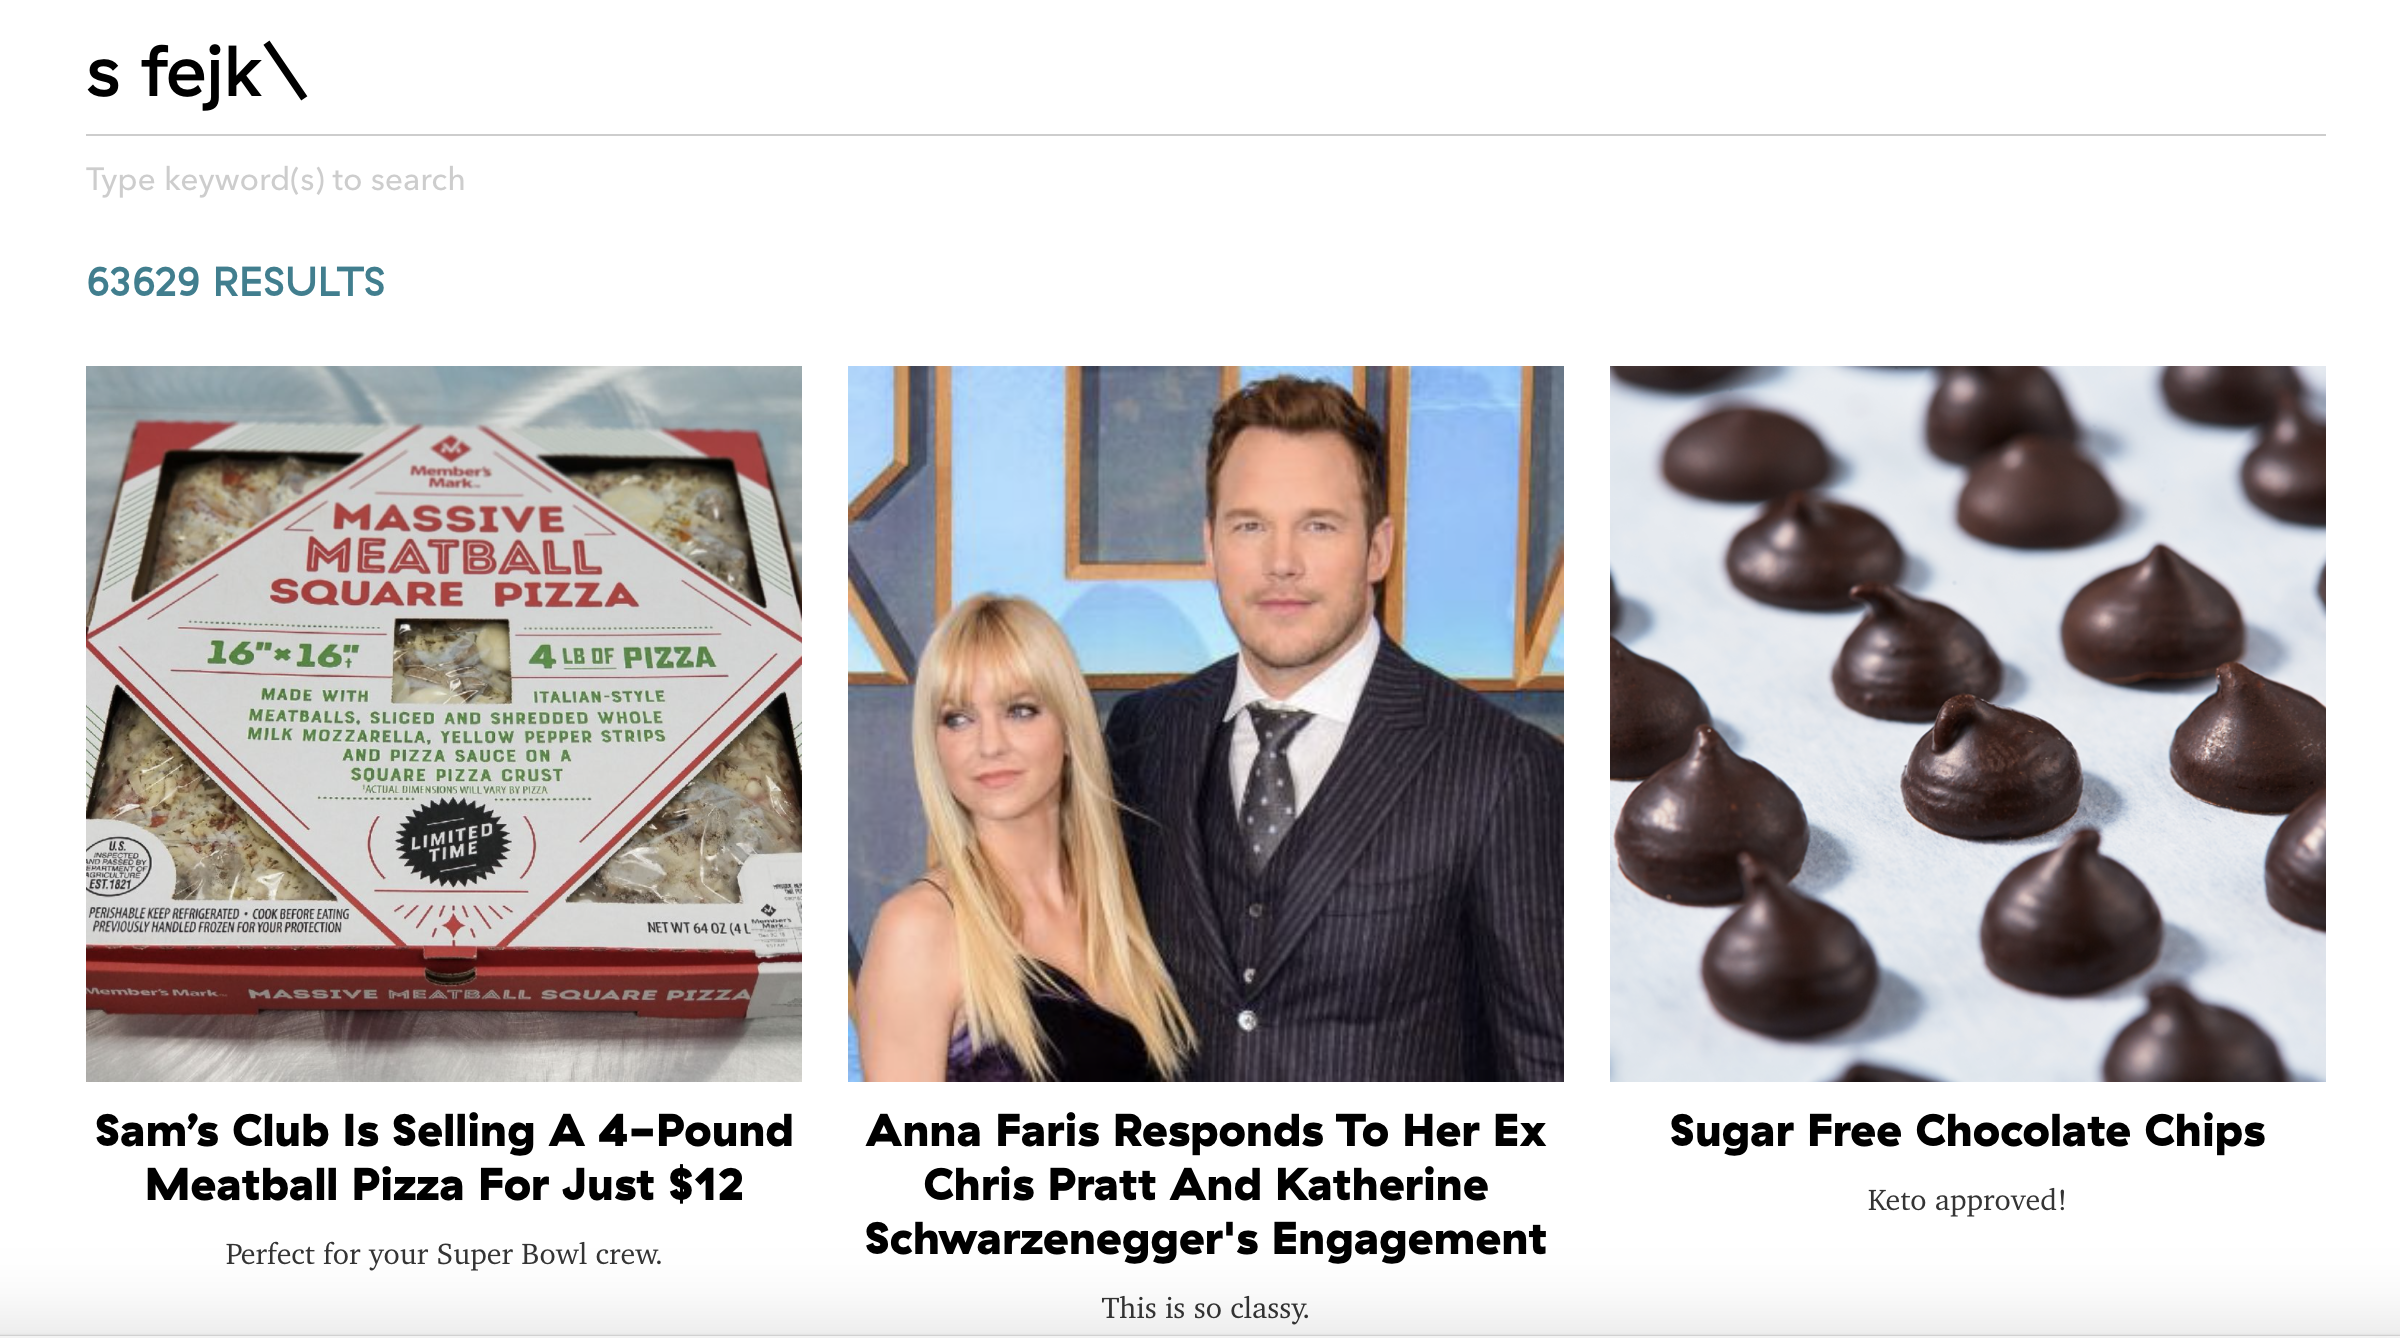 s fejk\
Type keyword(s) to search
63629 RESULTS
Member's
Mark
MASSIVE
MEATBALL
SQUARE PIZZA
16"×16"†
4 LB OF PIZZA
MADE WITH ITALIAN-STYLE
MEATBALLS, SLICED AND SHREDDED WHOLE
MILK MOZZARELLA, YELLOW PEPPER STRIPS
AND PIZZA SAUCE ON A
SQUARE PIZZA CRUST
†ACTUAL DIMENSIONS WILL VARY BY PIZZA
LIMITED
TIME
U.S.
INSPECTED
AND PASSED BY
DEPARTMENT OF
AGRICULTURE
EST.1821
PERISHABLE KEEP REFRIGERATED • COOK BEFORE EATING
PREVIOUSLY HANDLED FROZEN FOR YOUR PROTECTION
NET WT 64 OZ (4 L
Member's
Mark
Member's Mark MASSIVE MEATBALL SQUARE PIZZA
Sam's Club Is Selling A 4-Pound
Meatball Pizza For Just $12
Perfect for your Super Bowl crew.
Anna Faris Responds To Her Ex
Chris Pratt And Katherine
Schwarzenegger's Engagement
This is so classy.
Sugar Free Chocolate Chips
Keto approved!